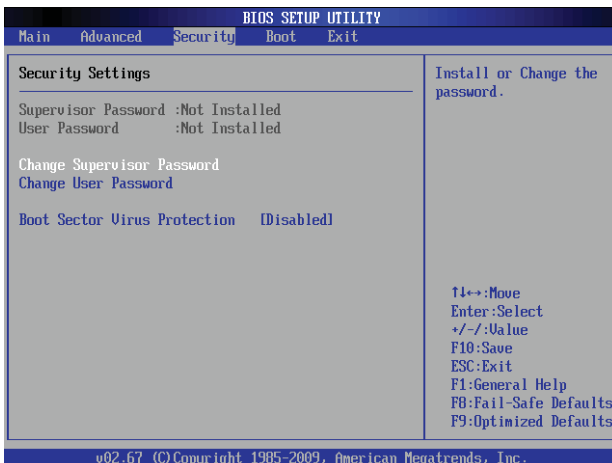 BIOS SETUP UTILITY
Main Advanced Security Boot Exit
Security Settings
Supervisor Password :Not Installed
User Password :Not Installed
Change Supervisor Password
Change User Password
Boot Sector Virus Protection [Disabled]
Install or Change the
password.
↑↓↔:Move
Enter:Select
+/-/:Value
F10:Save
ESC:Exit
F1:General Help
F8:Fail-Safe Defaults
F9:Optimized Defaults
v02.67 (C)Copyright 1985-2009, American Megatrends, Inc.